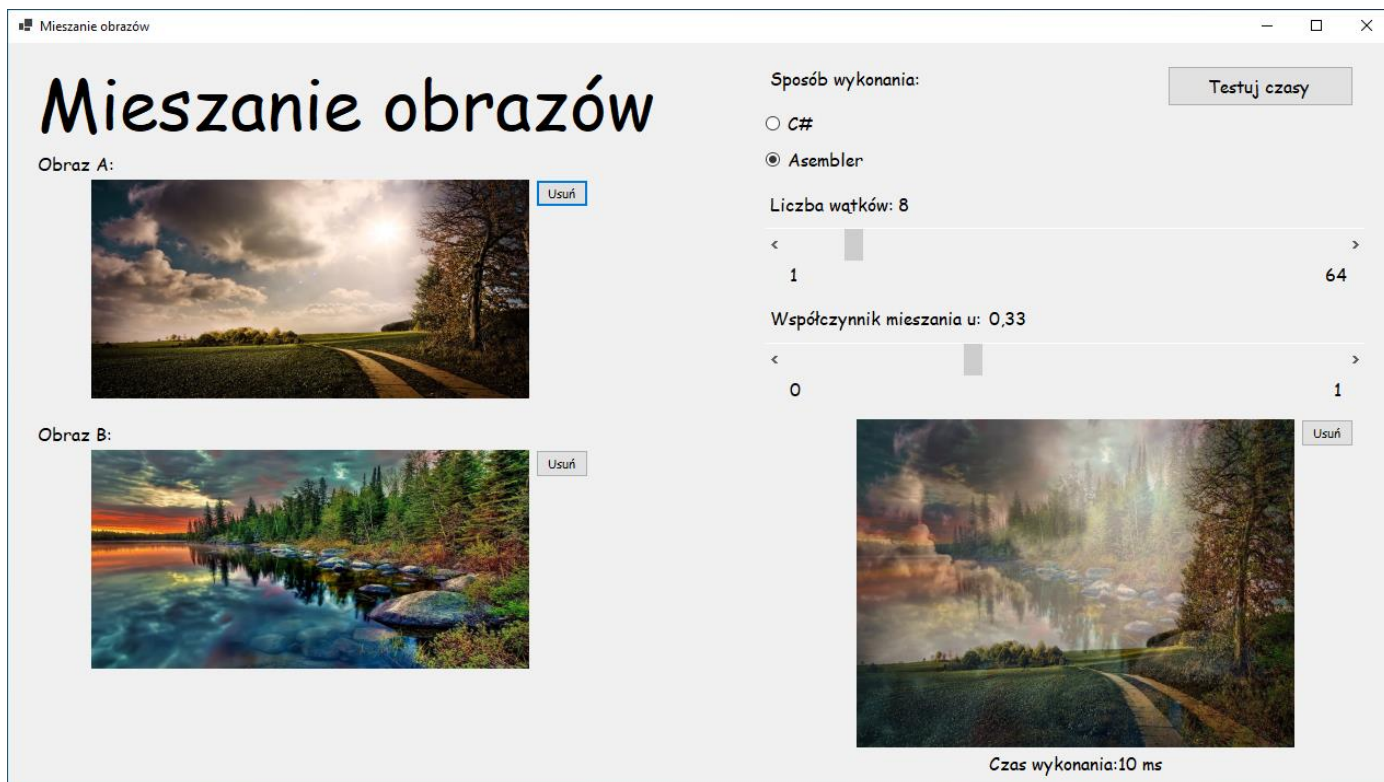 Mieszanie obrazów
Mieszanie obrazów
Obraz A:
Usuń
Obraz B:
Usuń
Sposób wykonania:
Testuj czasy
C#
Asembler
Liczba wątków: 8
< >
1 64
Współczynnik mieszania u: 0,33
< >
0 1
Usuń
Czas wykonania:10 ms